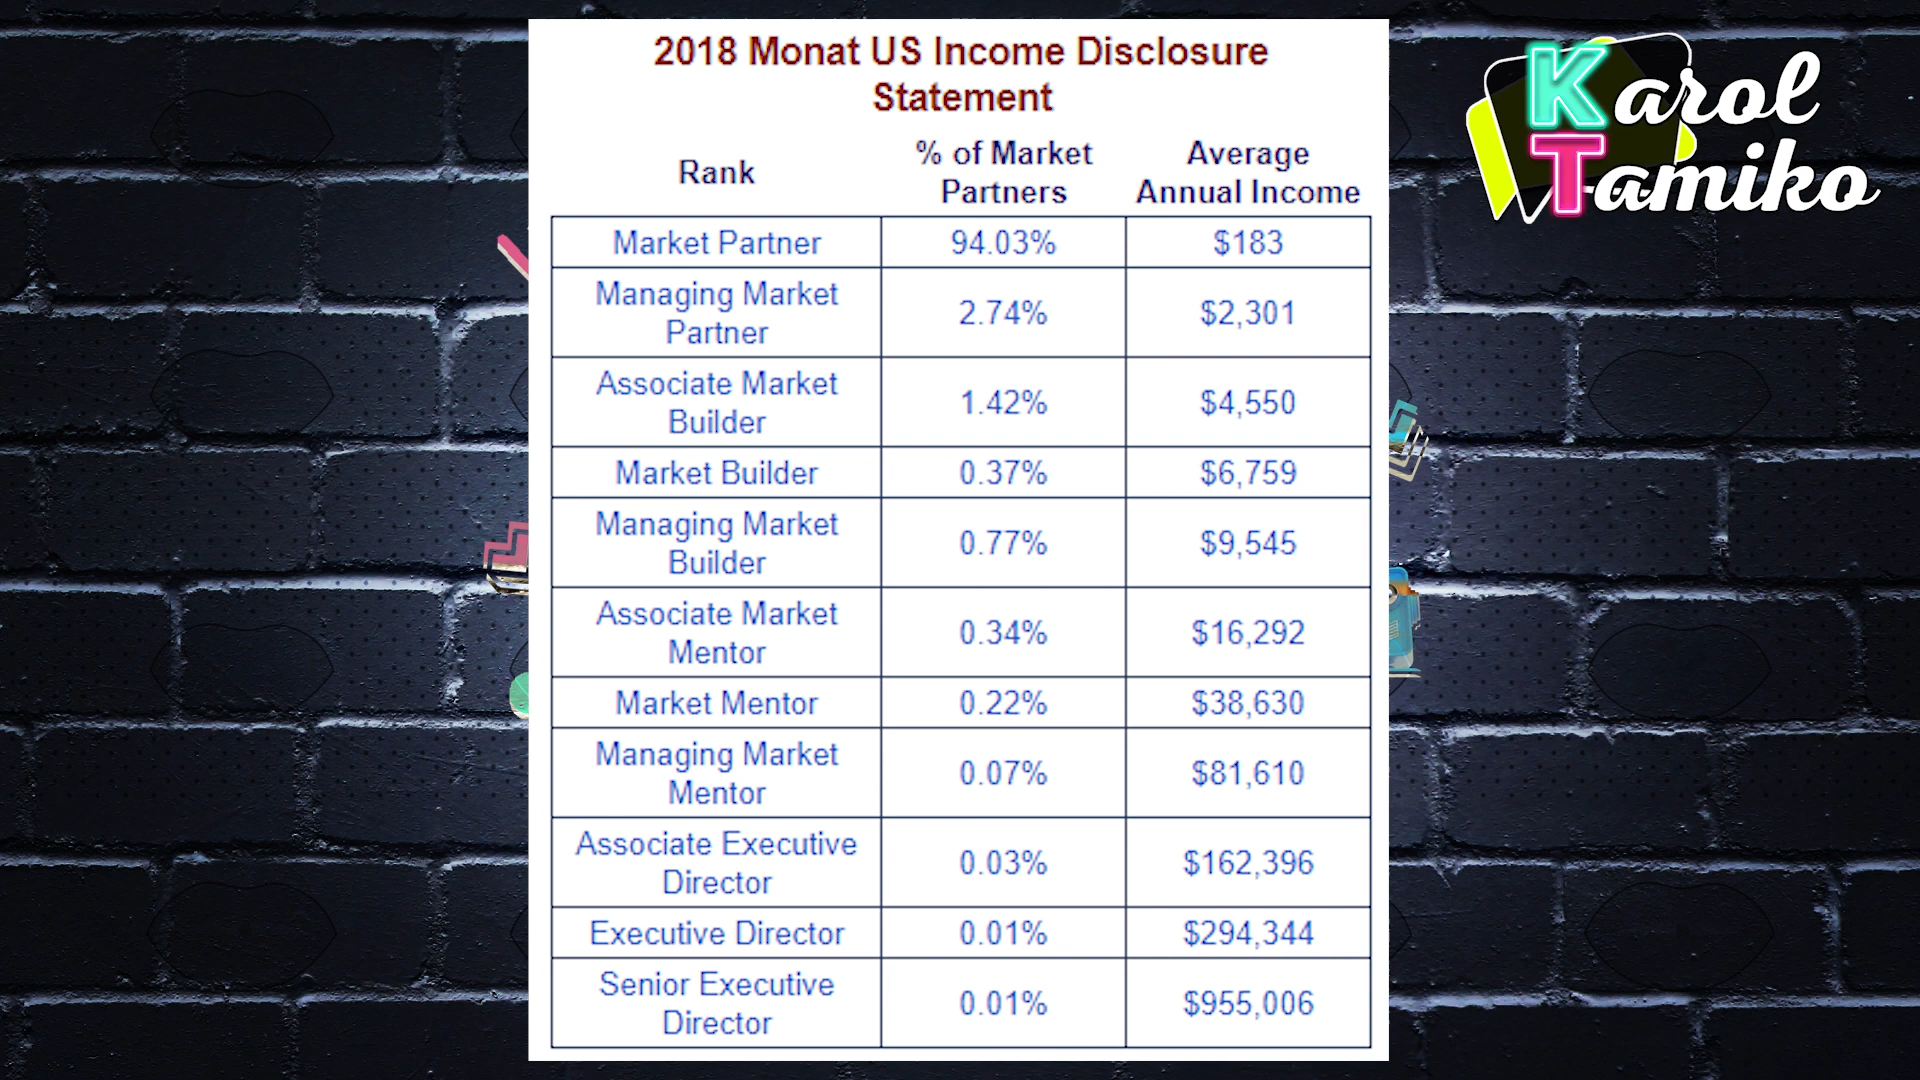 2018 Monat US Income Disclosure
Statement
Rank
% of Market
Partners
Average
Annual Income
Market Partner 94.03% $183
Managing Market
Partner
2.74% $2,301
Associate Market
Builder
1.42% $4,550
Market Builder 0.37% $6,759
Managing Market
Builder
0.77% $9,545
Associate Market
Mentor
0.34% $16,292
Market Mentor 0.22% $38,630
Managing Market
Mentor
0.07% $81,610
Associate Executive
Director
0.03% $162,396
Executive Director 0.01% $294,344
Senior Executive
Director
0.01% $955,006
Karol
Tamiko